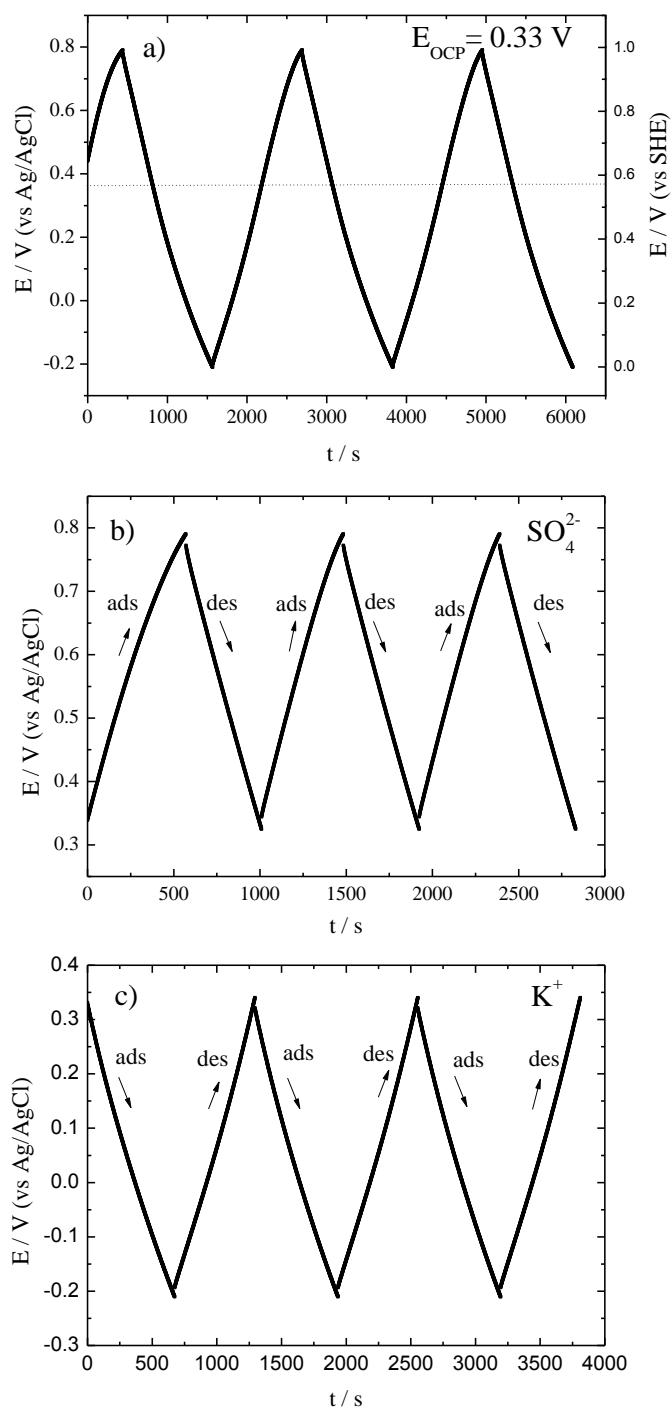 a)
E_OCP = 0.33 V
E / V (vs Ag/AgCl)
0.8
0.6
0.4
0.2
0.0
-0.2
E / V (vs SHE)
1.0
0.8
0.6
0.4
0.2
0.0
0 1000 2000 3000 4000 5000 6000
t / s
b)
SO₄²⁻
E / V (vs Ag/AgCl)
0.8
0.7
0.6
0.5
0.4
0.3
ads des ads des ads des
0 500 1000 1500 2000 2500 3000
t / s
c)
K⁺
E / V (vs Ag/AgCl)
0.4
0.3
0.2
0.1
0.0
-0.1
-0.2
-0.3
ads des ads des ads des
0 500 1000 1500 2000 2500 3000 3500 4000
t / s